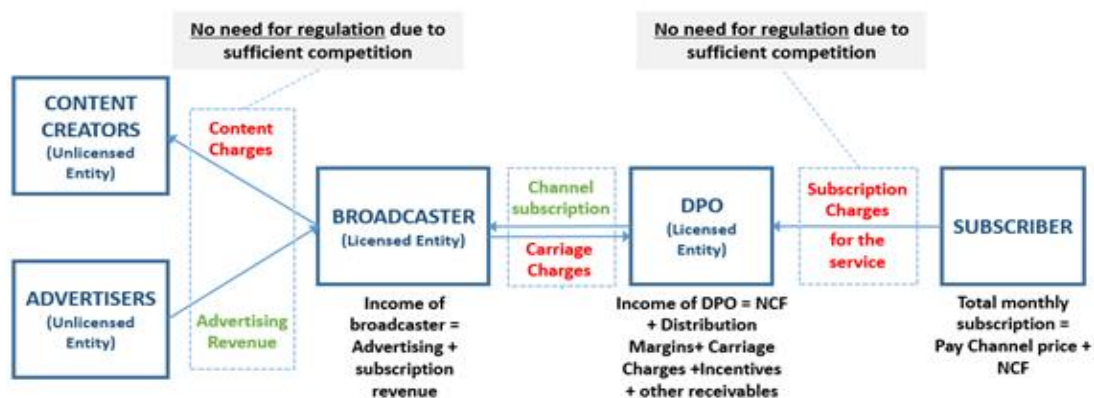 No need for regulation due to
sufficient competition
No need for regulation due to
sufficient competition
CONTENT
CREATORS
(Unlicensed
Entity)
Content
Charges
ADVERTISERS
(Unlicensed
Entity)
Advertising
Revenue
BROADCASTER
(Licensed Entity)
Income of
broadcaster =
Advertising +
subscription
revenue
Channel
subscription
Carriage
Charges
DPO
(Licensed
Entity)
Income of DPO = NCF
+ Distribution
Margins+ Carriage
Charges +Incentives
+ other receivables
Subscription
Charges
for the
service
SUBSCRIBER
Total monthly
subscription =
Pay Channel price +
NCF